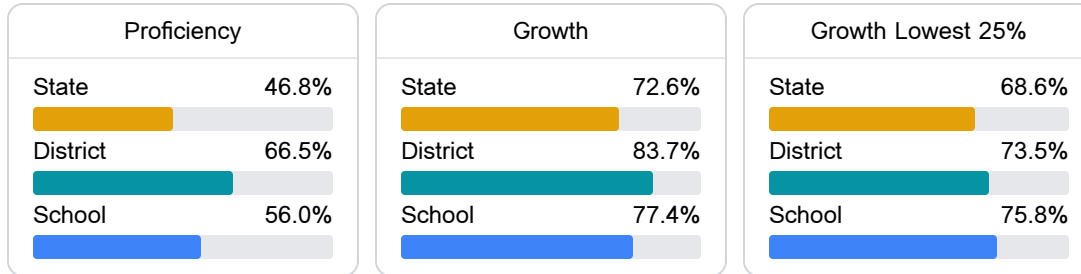 Proficiency
State 46.8%
District 66.5%
School 56.0%
Growth
State 72.6%
District 83.7%
School 77.4%
Growth Lowest 25%
State 68.6%
District 73.5%
School 75.8%